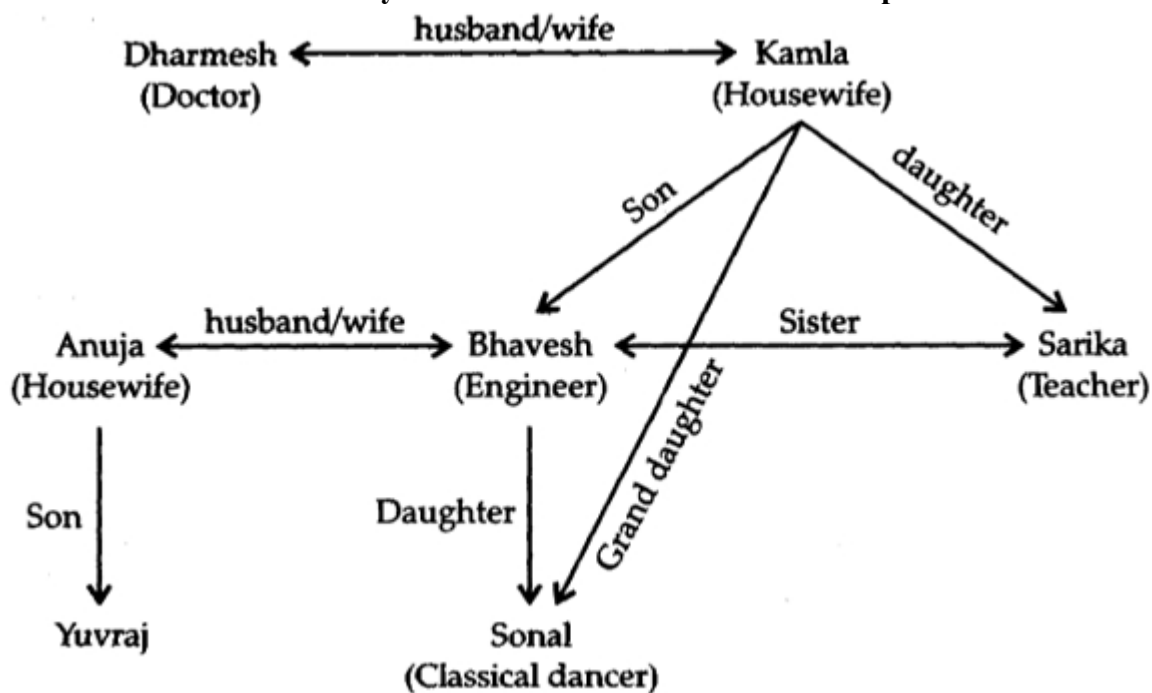 husband/wife
Dharmesh
Kamla
(Doctor)
(Housewife)
Son
daughter
husband/wife
Sister
Anuja
Bhavesh
Sarika
(Housewife)
(Engineer)
(Teacher)
Grand daughter
Son
Daughter
Yuvraj
Sonal
(Classical dancer)